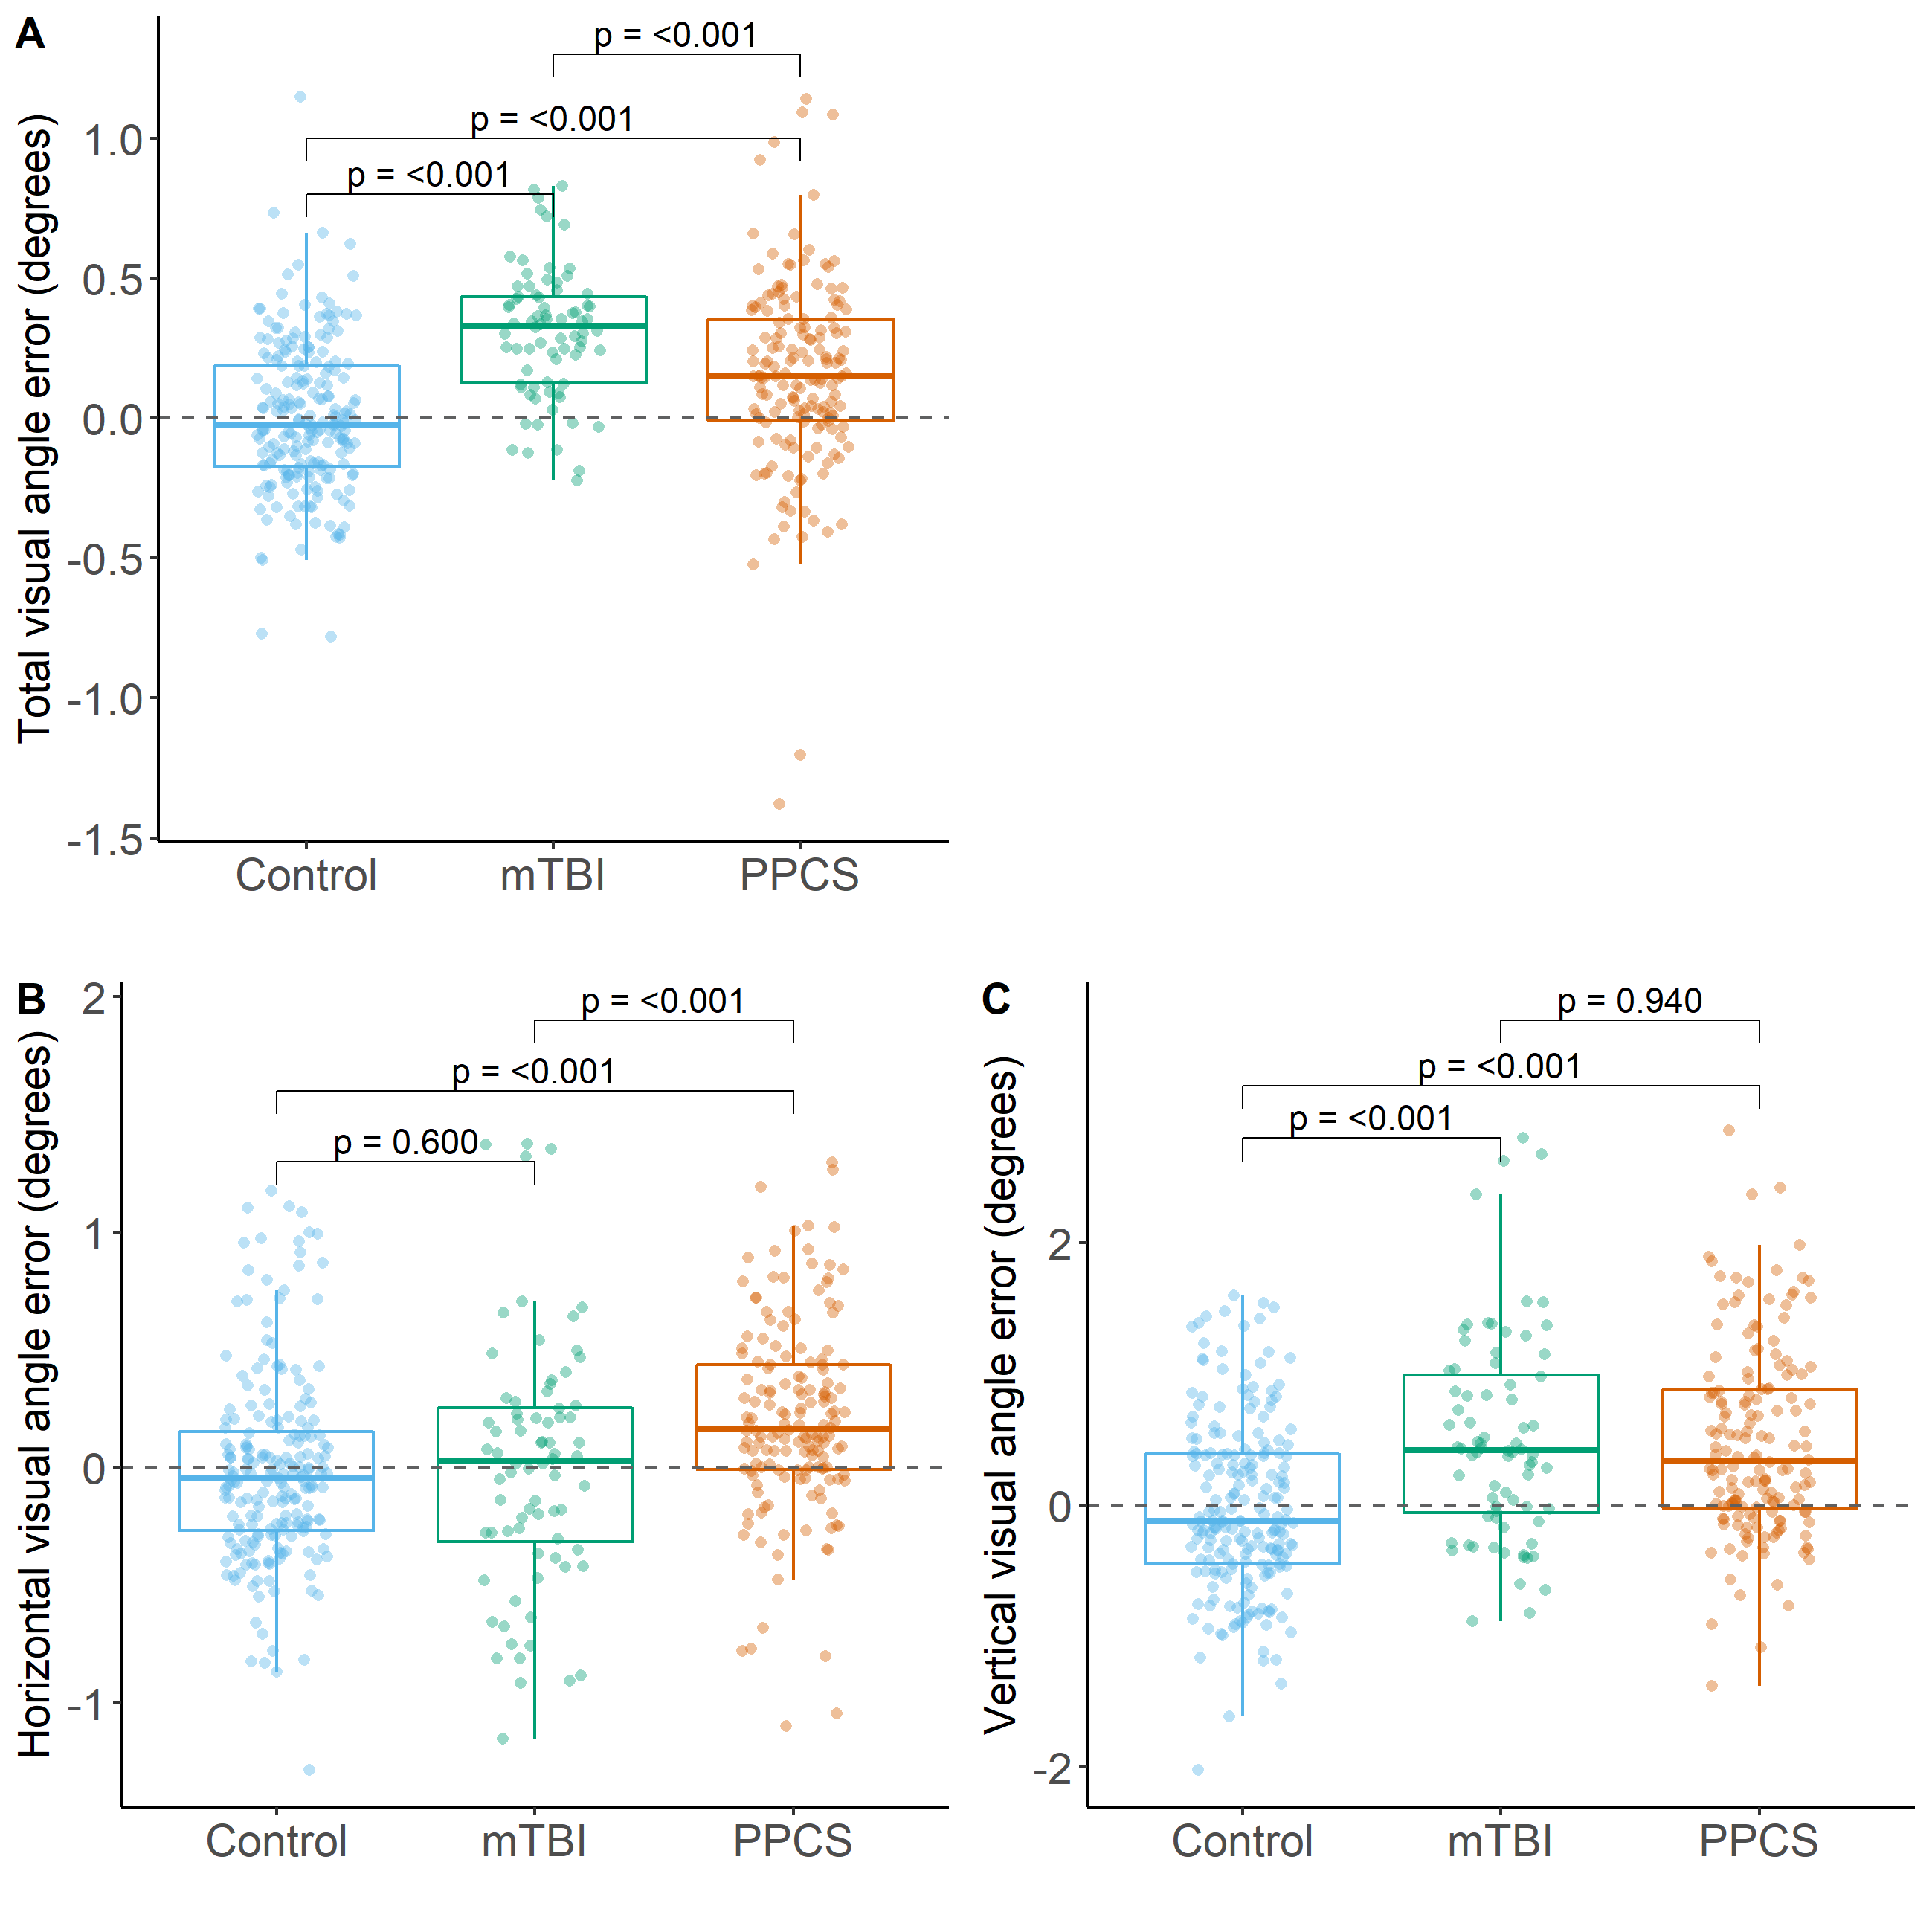 A
Total visual angle error (degrees)
p = <0.001
p = <0.001
p = <0.001
1.0
0.5
0.0
-0.5
-1.0
-1.5
Control mTBI PPCS
B
Horizontal visual angle error (degrees)
p = <0.001
p = <0.001
p = 0.600
2
1
0
-1
Control mTBI PPCS
C
Vertical visual angle error (degrees)
p = 0.940
p = <0.001
p = <0.001
2
0
-2
Control mTBI PPCS